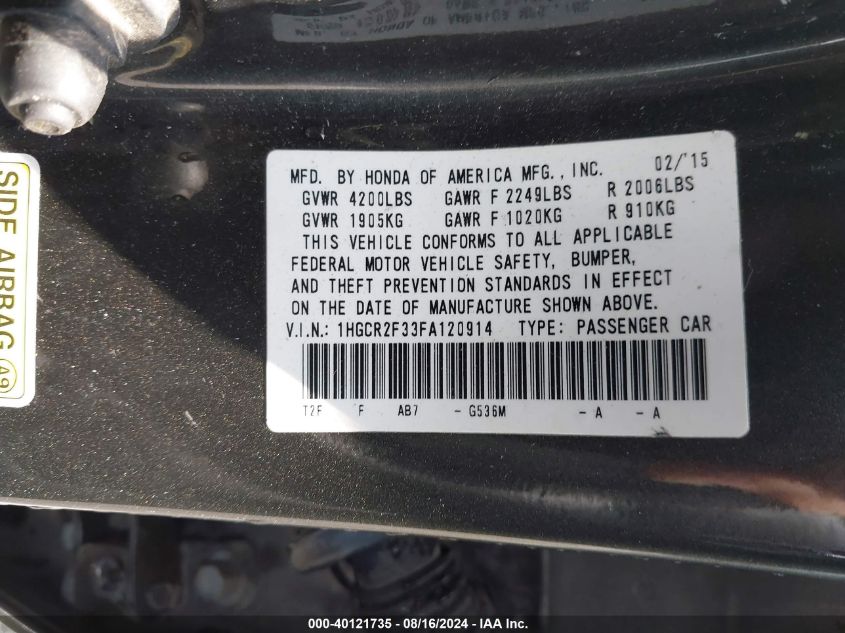 MFD. BY HONDA OF AMERICA MFG., INC. 02/'15
GVWR 4200LBS GAWR F 2249LBS R 2006LBS
GVWR 1905KG GAWR F 1020KG R 910KG
THIS VEHICLE CONFORMS TO ALL APPLICABLE
FEDERAL MOTOR VEHICLE SAFETY, BUMPER,
AND THEFT PREVENTION STANDARDS IN EFFECT
ON THE DATE OF MANUFACTURE SHOWN ABOVE.
V.I.N.: 1HGCR2F33FA120914 TYPE: PASSENGER CAR
T2F F AB7 - G536M - A - A
SIDE AIRBAG A9
000-40121735 - 08/16/2024 - IAA Inc.